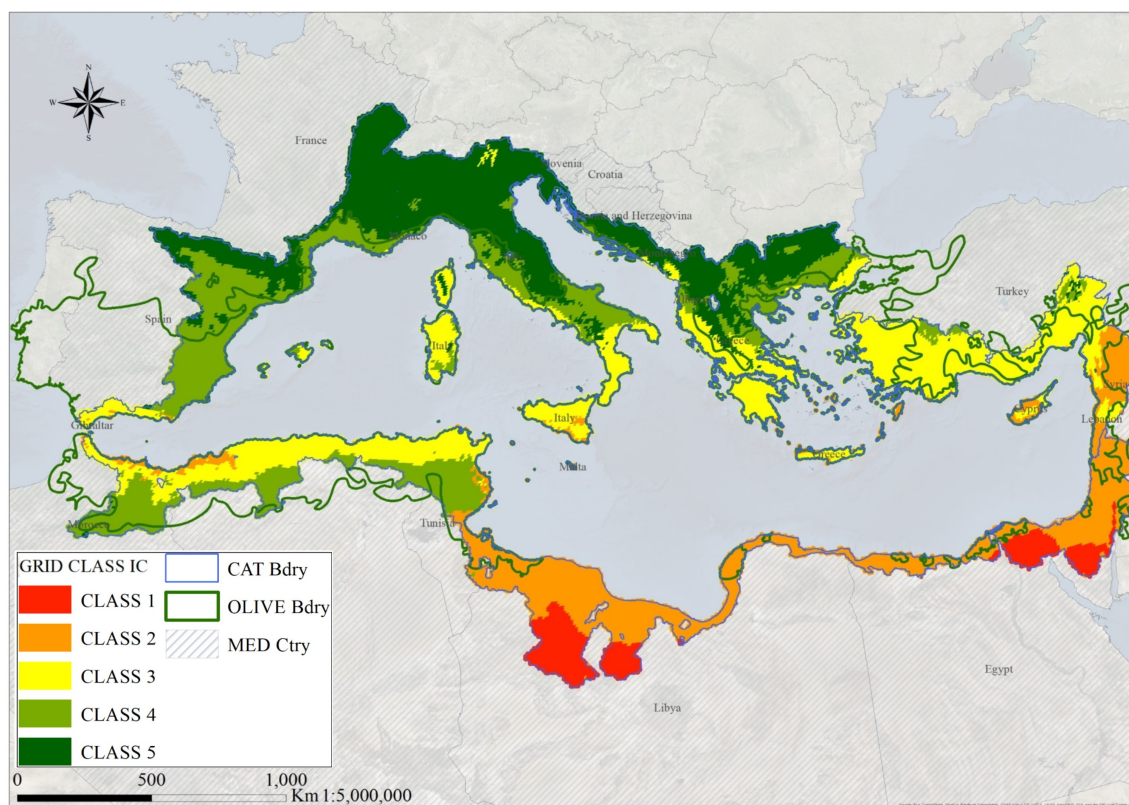 N
W E
S
France
Slovenia
Croatia
and Herzegovina
Spain
Italy
Turkey
Greece
Italy
Cyprus
Syria
Lebanon
Gibraltar
Greece
Malta
Morocco
Tunisia
Egypt
Libya
GRID CLASS IC
CLASS 1
CLASS 2
CLASS 3
CLASS 4
CLASS 5
CAT Bdry
OLIVE Bdry
MED Ctry
0 500 1,000
Km 1:5,000,000